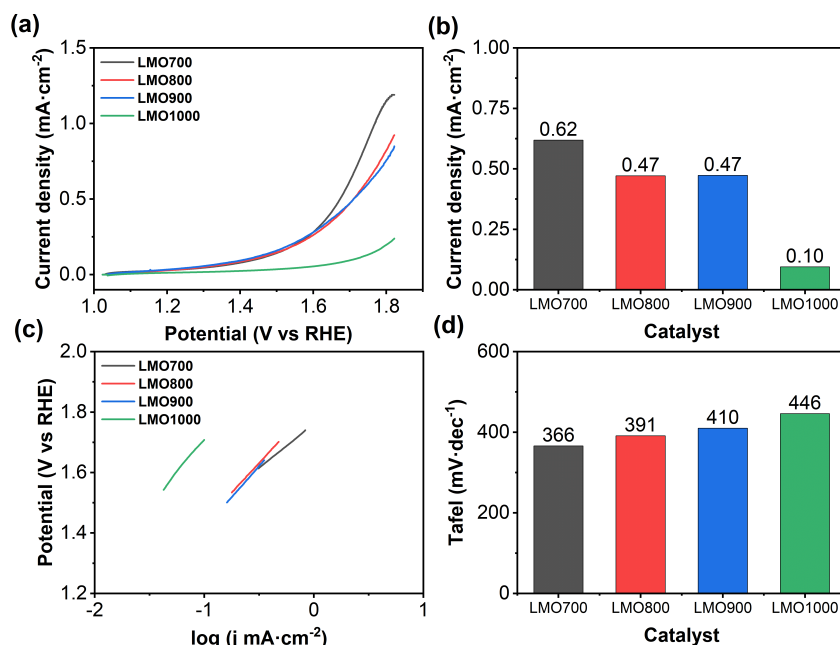 (a)
1.5
1.0
0.5
0.0
Current density (mA·cm⁻²)
LMO700
LMO800
LMO900
LMO1000
1.0 1.2 1.4 1.6 1.8
Potential (V vs RHE)
(b)
1.00
0.75
0.50
0.25
0.00
Current density (mA·cm⁻²)
0.62
0.47
0.47
0.10
LMO700 LMO800 LMO900 LMO1000
Catalyst
(c)
2.0
1.8
1.6
1.4
1.2
Potential (V vs RHE)
LMO700
LMO800
LMO900
LMO1000
-2 -1 0 1
log (j mA·cm⁻²)
(d)
600
400
200
0
Tafel (mV·dec⁻¹)
366
391
410
446
LMO700 LMO800 LMO900 LMO1000
Catalyst